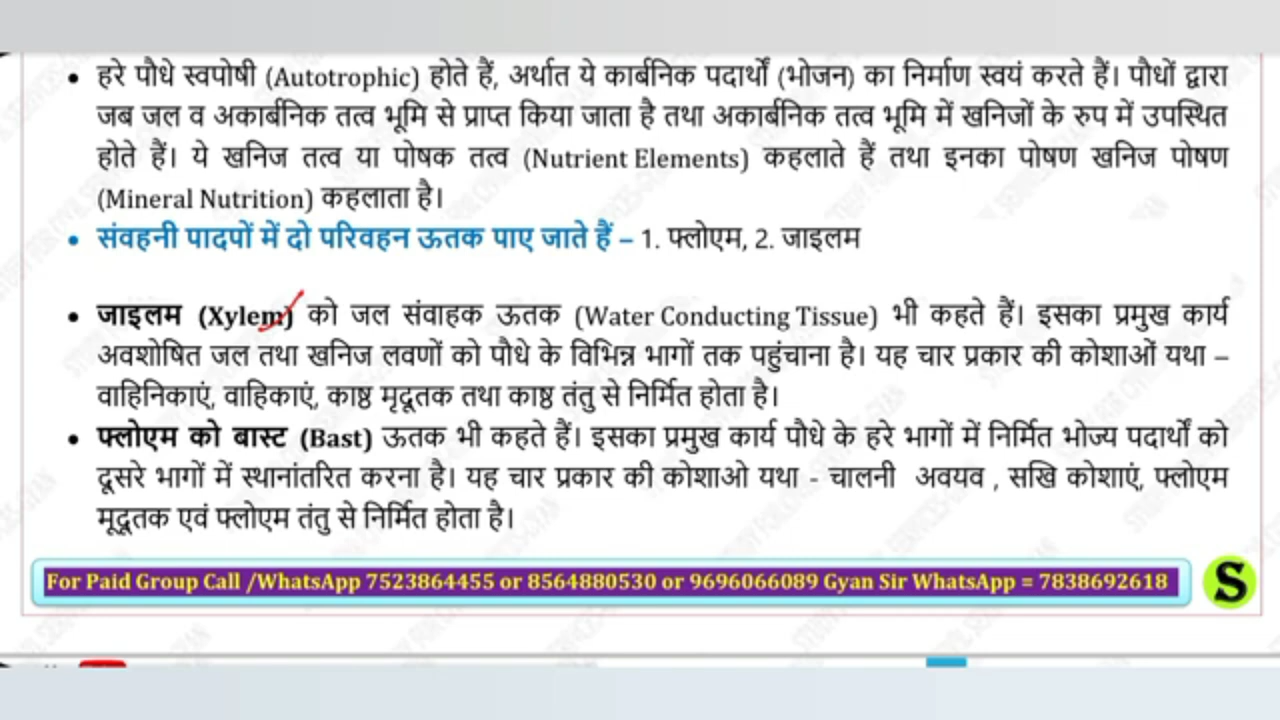 • हरे पौधे स्वपोषी (Autotrophic) होते हैं, अर्थात ये कार्बनिक पदार्थों (भोजन) का निर्माण स्वयं करते हैं। पौधों द्वारा
जब जल व अकार्बनिक तत्व भूमि से प्राप्त किया जाता है तथा अकार्बनिक तत्व भूमि में खनिजों के रुप में उपस्थित
होते हैं। ये खनिज तत्व या पोषक तत्व (Nutrient Elements) कहलाते हैं तथा इनका पोषण खनिज पोषण
(Mineral Nutrition) कहलाता है।
• संवहनी पादपों में दो परिवहन ऊतक पाए जाते हैं – 1. फ्लोएम, 2. जाइलम
• जाइलम (Xylem) को जल संवाहक ऊतक (Water Conducting Tissue) भी कहते हैं। इसका प्रमुख कार्य
अवशोषित जल तथा खनिज लवणों को पौधे के विभिन्न भागों तक पहुंचाना है। यह चार प्रकार की कोशाओं यथा –
वाहिनिकाएं, वाहिकाएं, काष्ठ मृदूतक तथा काष्ठ तंतु से निर्मित होता है।
• फ्लोएम को बास्ट (Bast) ऊतक भी कहते हैं। इसका प्रमुख कार्य पौधे के हरे भागों में निर्मित भोज्य पदार्थों को
दूसरे भागों में स्थानांतरित करना है। यह चार प्रकार की कोशाओ यथा - चालनी अवयव , सखि कोशाएं, फ्लोएम
मूदूतक एवं फ्लोएम तंतु से निर्मित होता है।
For Paid Group Call /WhatsApp 7523864455 or 8564880530 or 9696066089 Gyan Sir WhatsApp = 7838692618
S